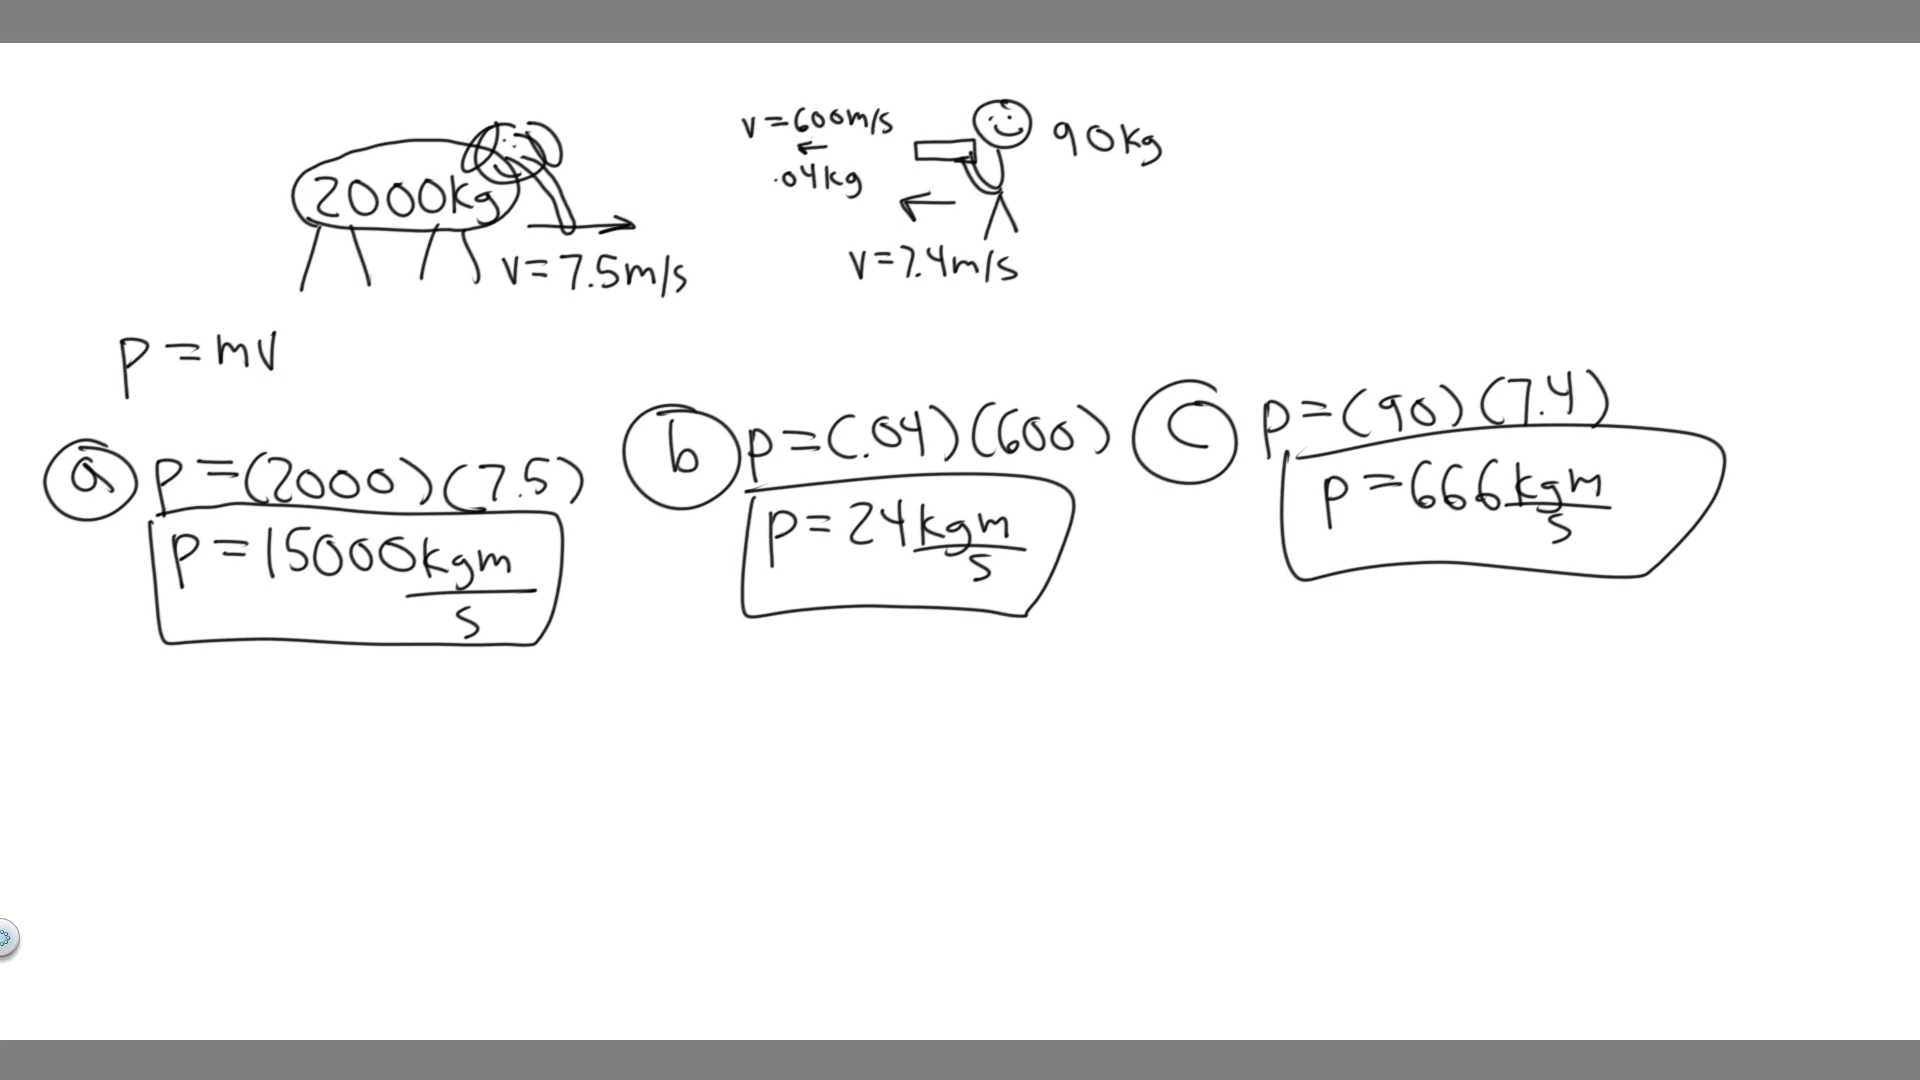 2000kg
v=7.5m/s
v=600m/s
.04kg
90kg
v=7.4m/s
p=mv
a p=(2000)(7.5)
p=15000kgm/s
b p=(.04)(600)
p=24kgm/s
c p=(90)(7.4)
p=666kgm/s